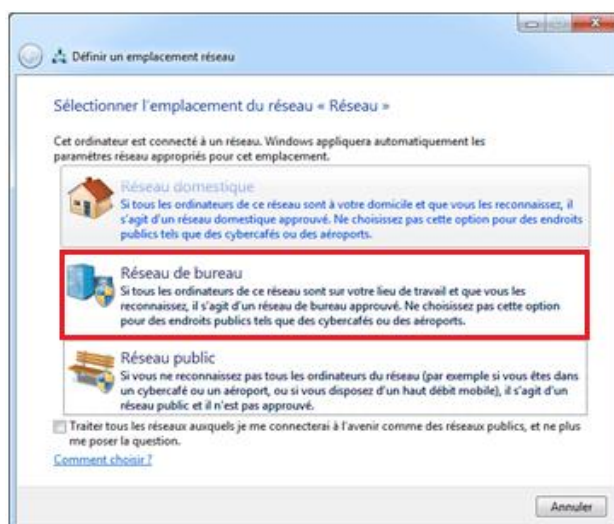 Définir un emplacement réseau
Sélectionner l'emplacement du réseau « Réseau »
Cet ordinateur est connecté à un réseau. Windows appliquera automatiquement les
paramètres réseau appropriés pour cet emplacement.
Réseau domestique
Si tous les ordinateurs de ce réseau sont à votre domicile et que vous les reconnaissez, il
s'agit d'un réseau domestique approuvé. Ne choisissez pas cette option pour des endroits
publics tels que des cybercafés ou des aéroports.
Réseau de bureau
Si tous les ordinateurs de ce réseau sont sur votre lieu de travail et que vous les
reconnaissez, il s'agit d'un réseau de bureau approuvé. Ne choisissez pas cette option
pour des endroits publics tels que des cybercafés ou des aéroports.
Réseau public
Si vous ne reconnaissez pas tous les ordinateurs du réseau (par exemple si vous êtes dans
un cybercafé ou un aéroport, ou si vous disposez d'un haut débit mobile), il s'agit d'un
réseau public et il n'est pas approuvé.
Traiter tous les réseaux auxquels je me connecterai à l'avenir comme des réseaux publics, et ne plus
me poser la question.
Comment choisir ?
Annuler